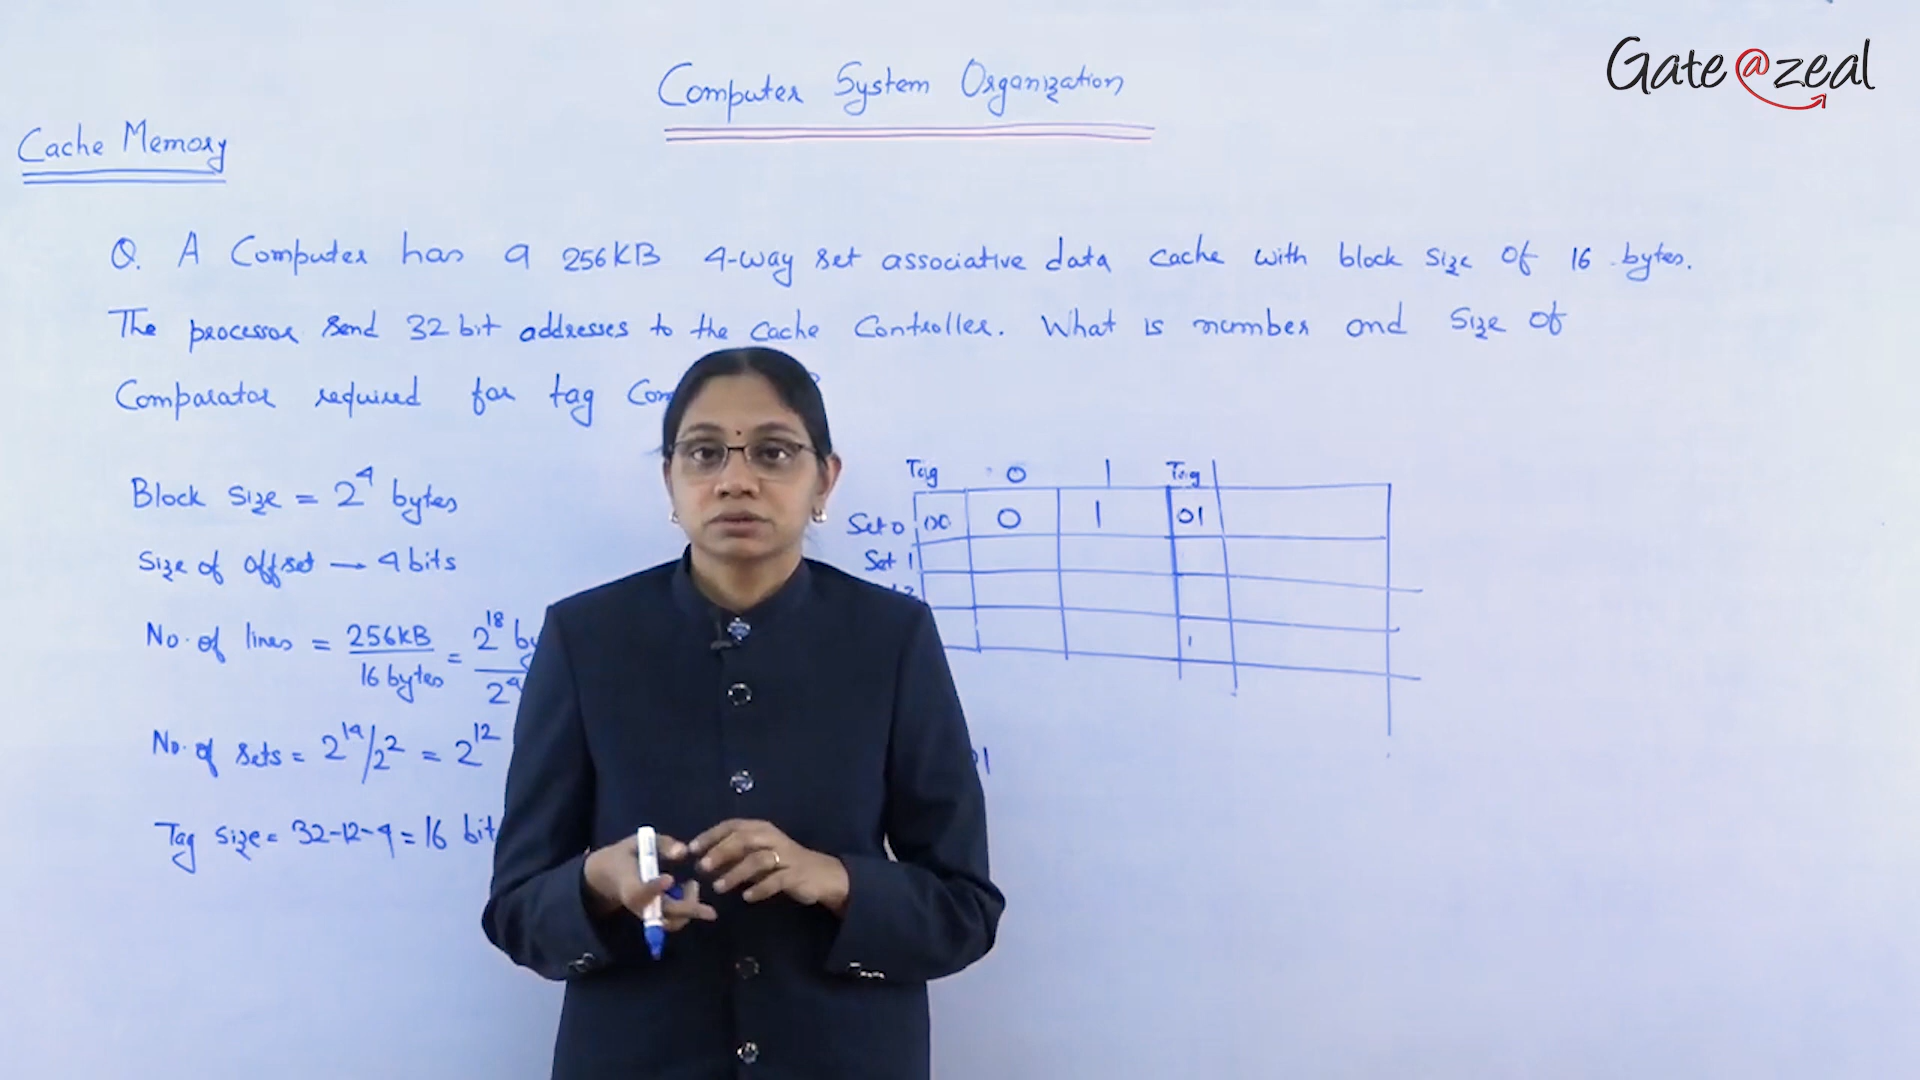 Gate@zeal
Computer System Organization
Cache Memory
Q. A Computer has a 256KB 4-way set associative data cache with block size of 16 bytes.
The processor send 32 bit addresses to the cache Controller. What is number and size of
Comparator required for tag
Block size = 2^4 bytes
Size of offset → 4 bits
No. of lines = 256KB / 16 bytes = 2^18 / 2^4
No. of sets = 2^14/2^2 = 2^12
Tag size = 32-12-4 = 16 bit
Tag 0 1 Tag
Set 0 00 0 1 01
Set 1